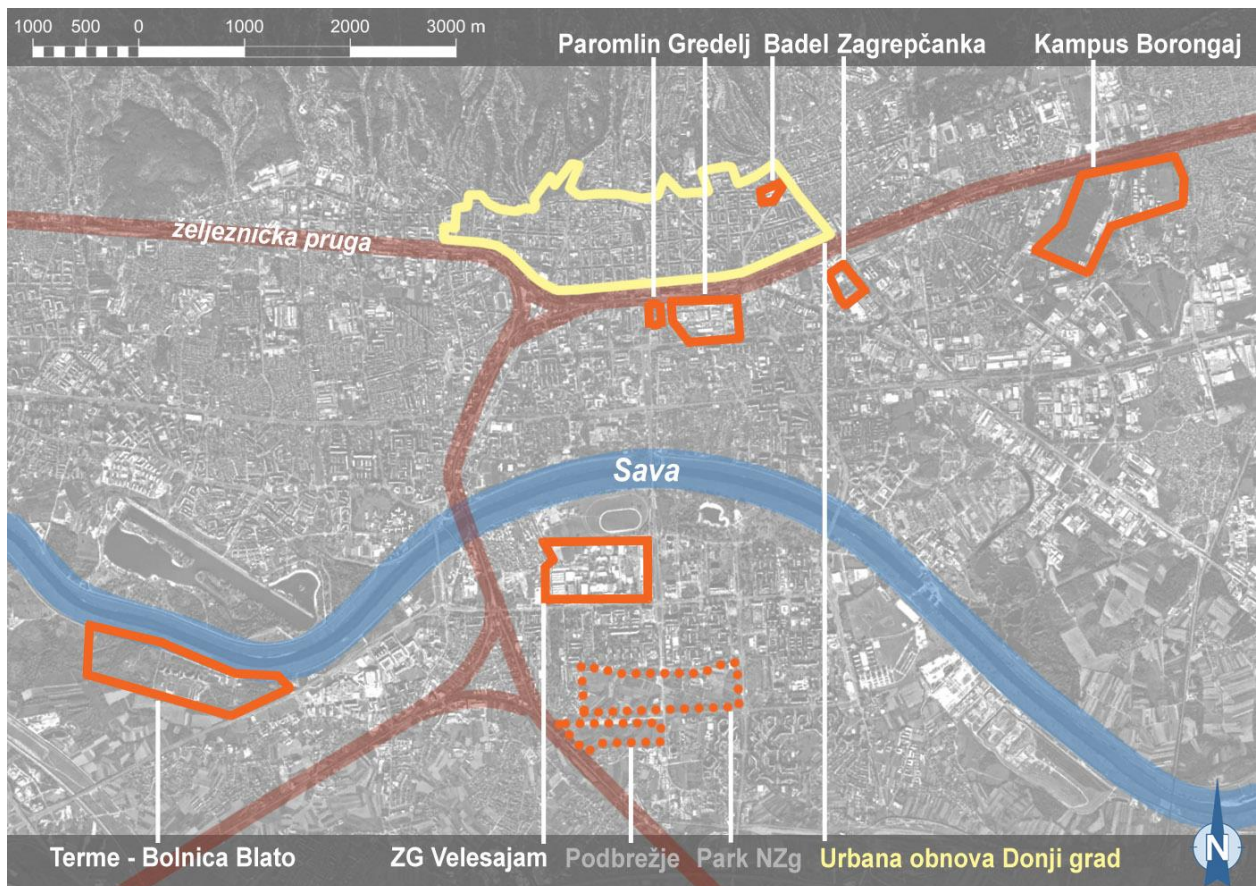 1000 500 0 1000 2000 3000 m
Paromlin Gredelj Badel Zagrepčanka Kampus Borongaj
željeznička pruga
Sava
Terme - Bolnica Blato ZG Velesajam Podbrežje Park NZg Urbana obnova Donji grad
N